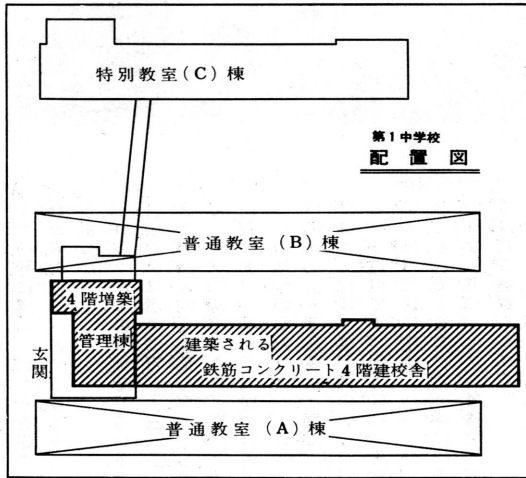 特別教室(C)棟
第1中学校
配置図
普通教室(B)棟
4階増築
管理棟
玄関
建築される
鉄筋コンクリート4階建校舎
普通教室(A)棟